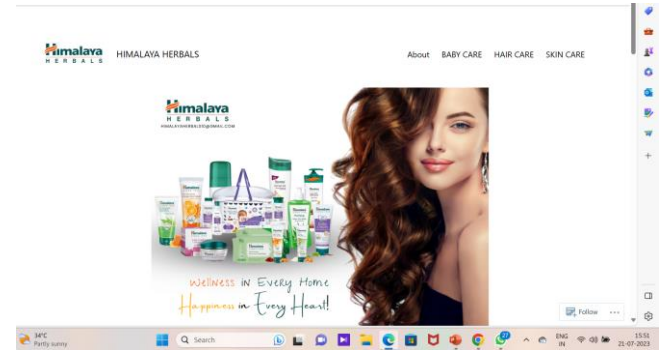 Himalaya
HERBALS
HIMALAYA HERBALS
About BABY CARE HAIR CARE SKIN CARE
Himalaya
HERBALS
Wellness in Every Home
Happiness in Every Heart!
Follow ...
34°C
Partly sunny
Search
27
ENG
IN
15:51
21-07-2023